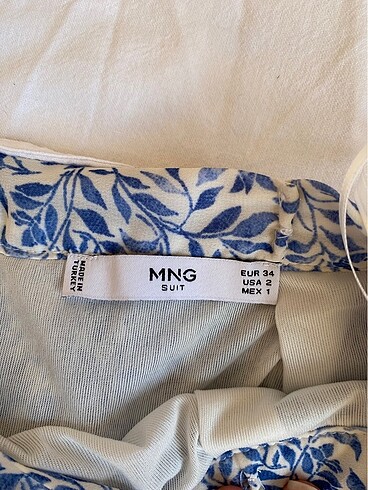 MADE IN
TURKEY
MNG
SUIT
EUR 34
USA 2
MEX 1